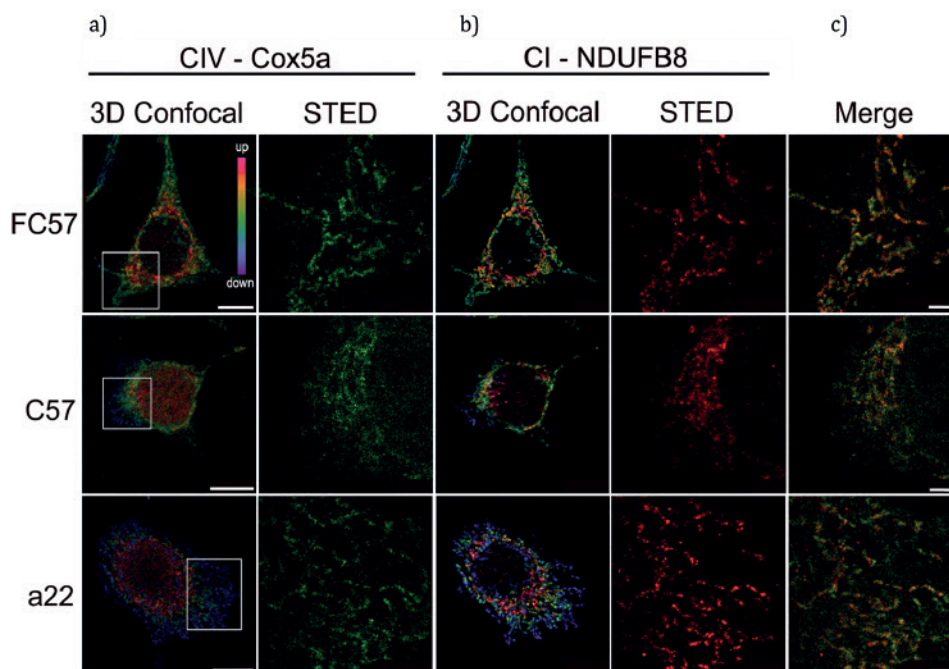 a) b) c)
CIV - Cox5a CI - NDUFB8
3D Confocal STED 3D Confocal STED Merge
up
FC57
down
C57
a22